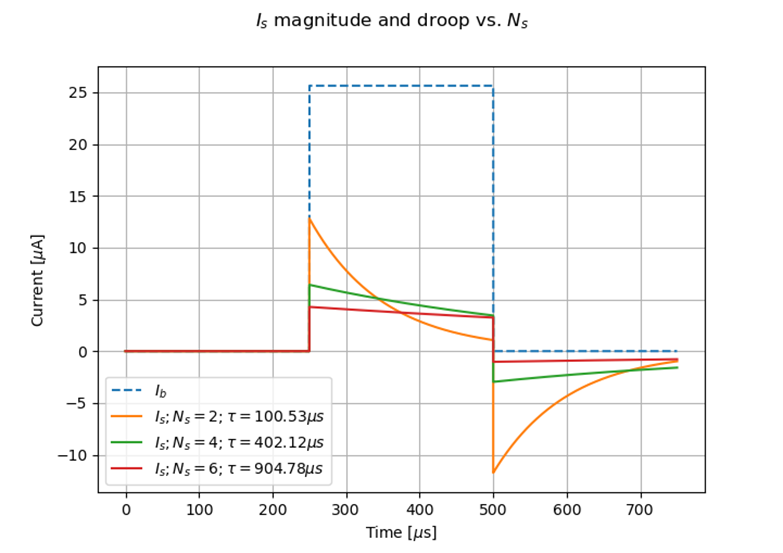 I_s magnitude and droop vs. N_s
Current [μA]
25
20
15
10
5
0
−5
−10
I_b
I_s; N_s = 2; τ = 100.53μs
I_s; N_s = 4; τ = 402.12μs
I_s; N_s = 6; τ = 904.78μs
0 100 200 300 400 500 600 700
Time [μs]